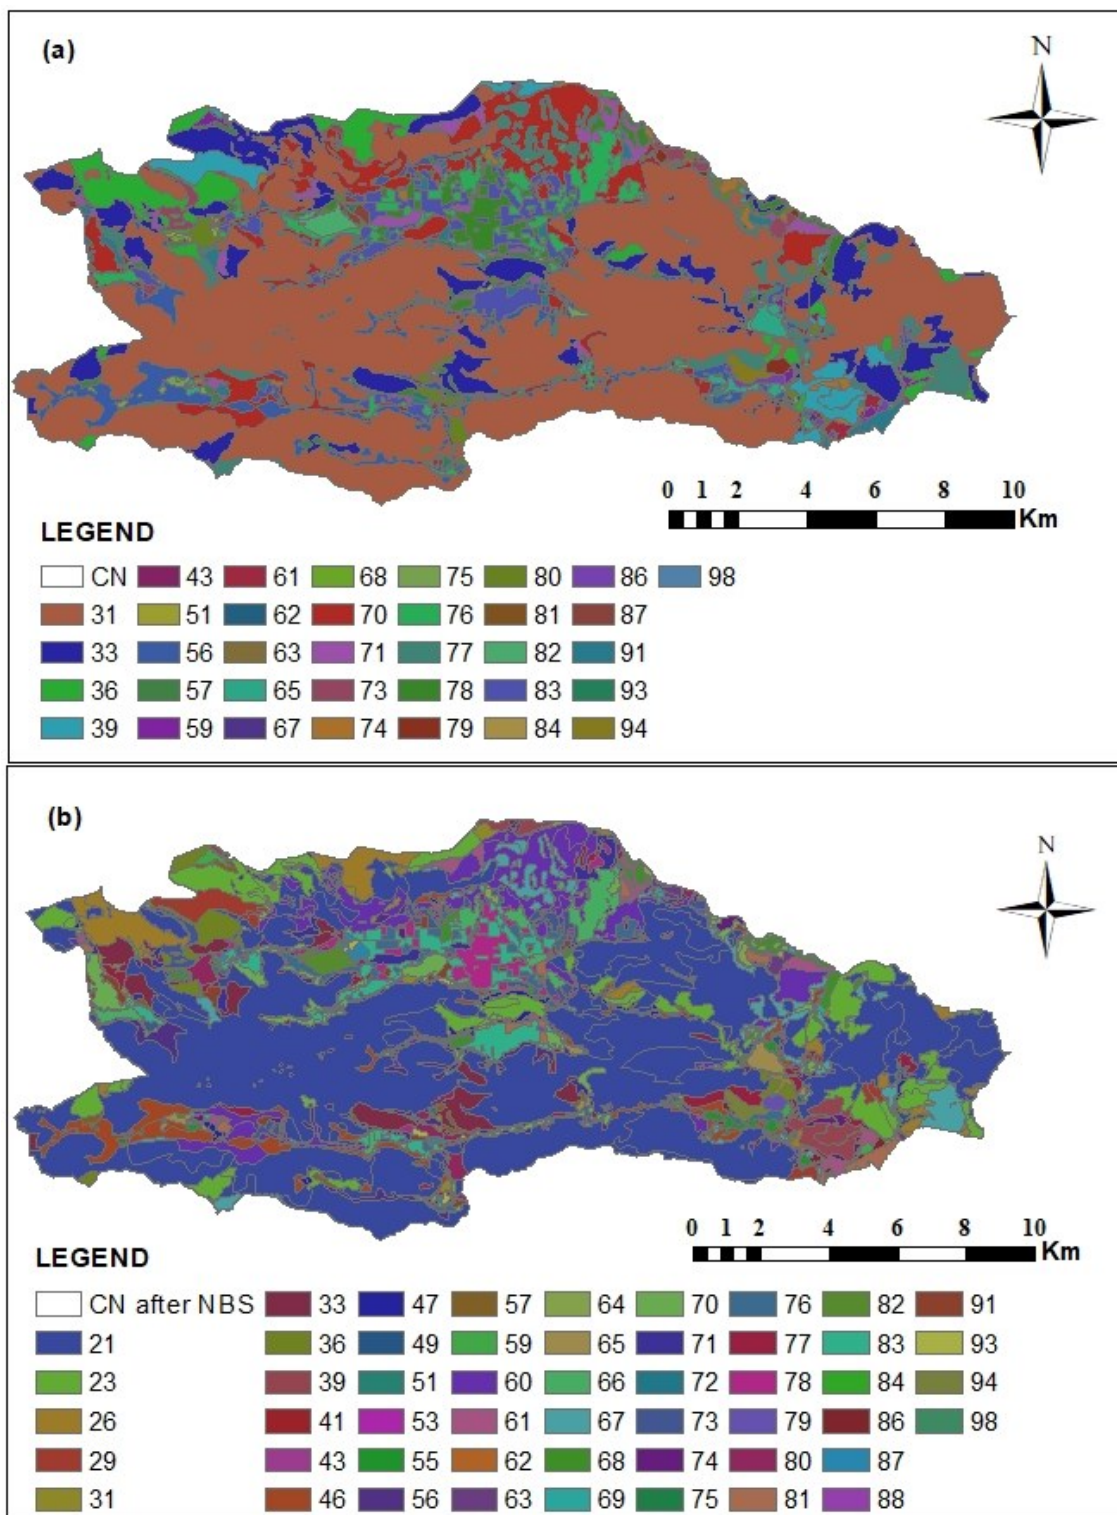 (a)
N
0 1 2 4 6 8 10
Km
LEGEND
CN 43 61 68 75 80 86 98
31 51 62 70 76 81 87
33 56 63 71 77 82 91
36 57 65 73 78 83 93
39 59 67 74 79 84 94
(b)
N
0 1 2 4 6 8 10
Km
LEGEND
CN after NBS 33 47 57 64 70 76 82 91
21 36 49 59 65 71 77 83 93
23 39 51 60 66 72 78 84 94
26 41 53 61 67 73 79 86 98
29 43 55 62 68 74 80 87
31 46 56 63 69 75 81 88